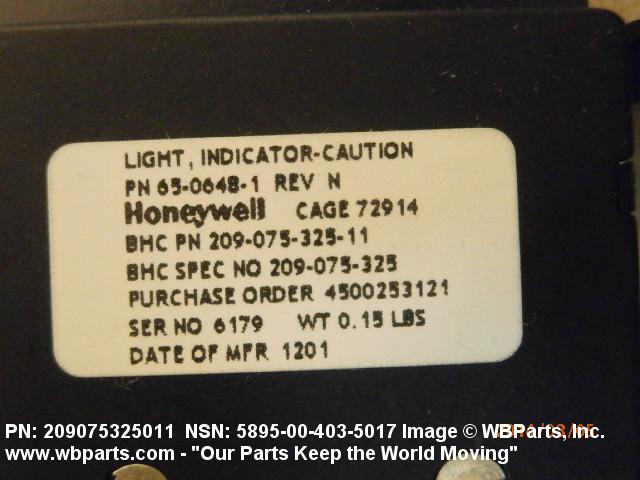 LIGHT, INDICATOR-CAUTION
PN 65-0648-1 REV N
Honeywell CAGE 72914
BHC PN 209-075-325-11
BHC SPEC NO 209-075-325
PURCHASE ORDER 4500253121
SER NO 6179 WT 0.15 LBS
DATE OF MFR 1201
PN: 209075325011 NSN: 5895-00-403-5017 Image © WBParts, Inc.
www.wbparts.com - "Our Parts Keep the World Moving"